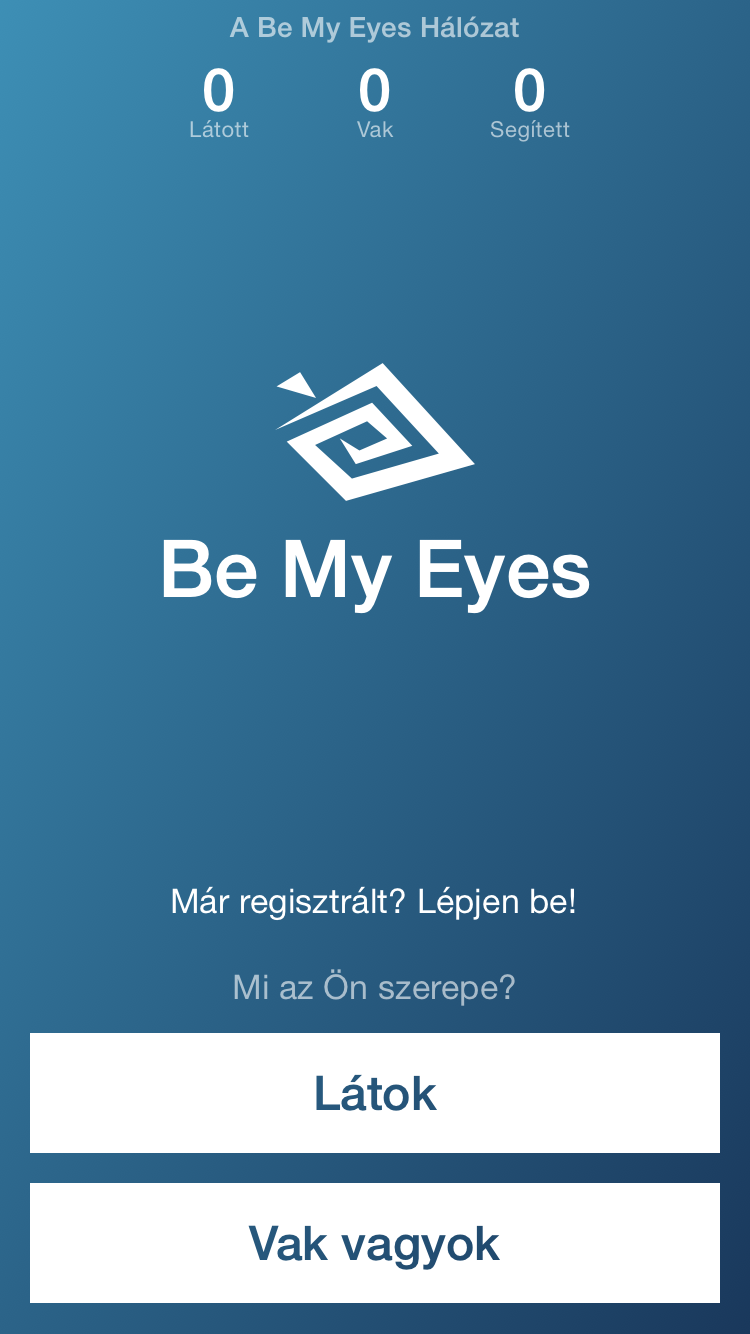 A Be My Eyes Hálózat
0 0 0
Látott Vak Segített
Be My Eyes
Már regisztrált? Lépjen be!
Mi az Ön szerepe?
Látok
Vak vagyok